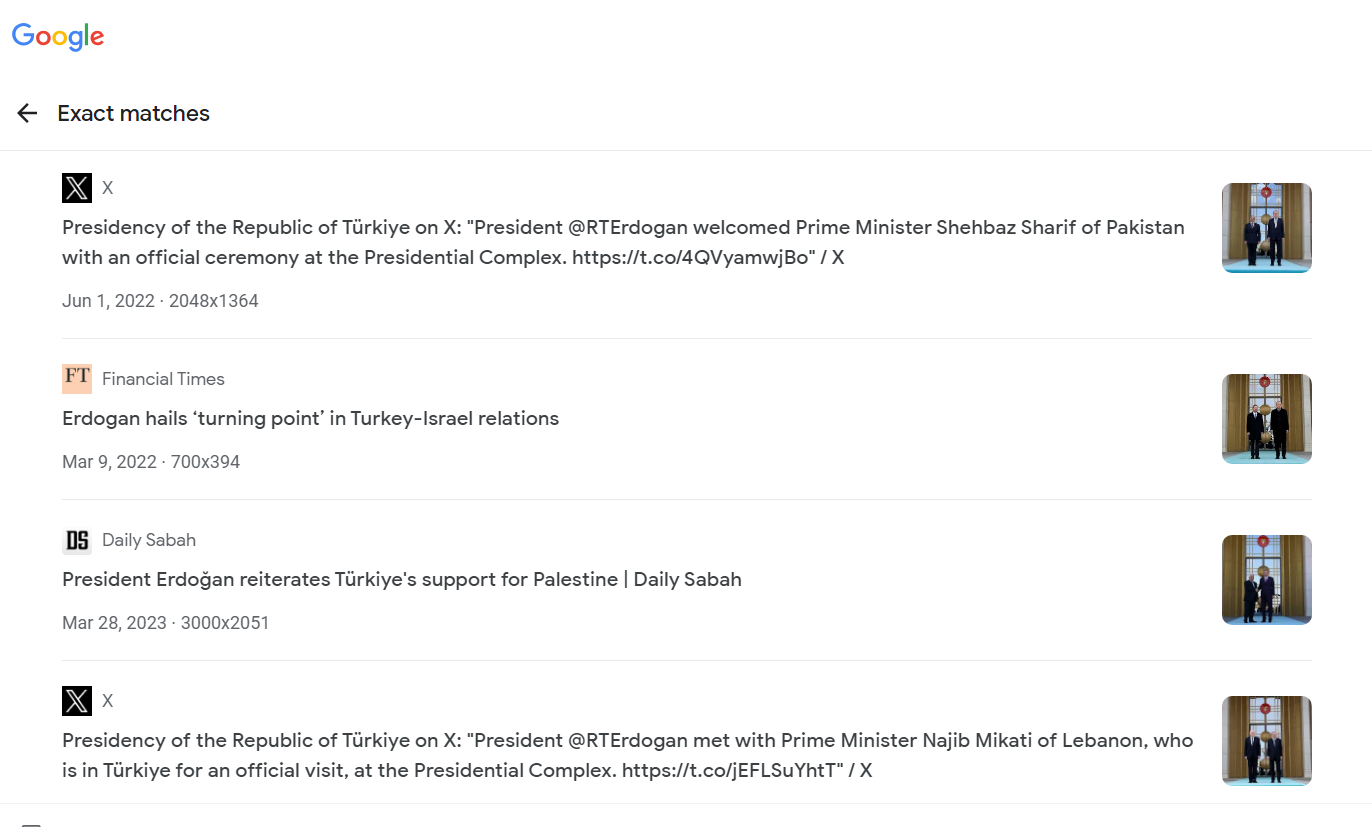 Google
Exact matches
X
Presidency of the Republic of Türkiye on X: "President @RTErdogan welcomed Prime Minister Shehbaz Sharif of Pakistan
with an official ceremony at the Presidential Complex. https://t.co/4QVyamwjBo" / X
Jun 1, 2022 · 2048x1364
FT Financial Times
Erdogan hails ‘turning point’ in Turkey-Israel relations
Mar 9, 2022 · 700x394
DS Daily Sabah
President Erdoğan reiterates Türkiye's support for Palestine | Daily Sabah
Mar 28, 2023 · 3000x2051
X
Presidency of the Republic of Türkiye on X: "President @RTErdogan met with Prime Minister Najib Mikati of Lebanon, who
is in Türkiye for an official visit, at the Presidential Complex. https://t.co/jEFLSuYhtT" / X